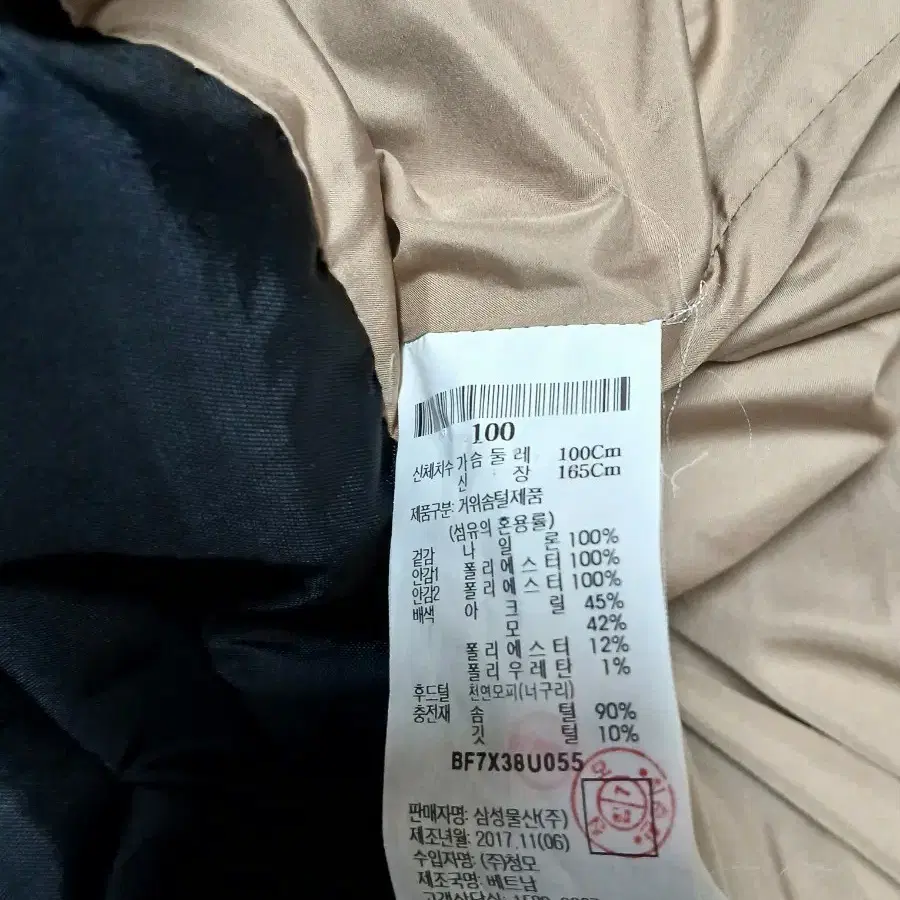 100
신체치수 가슴둘레 100Cm
신 장 165Cm
제품구분: 거위솜털제품
(섬유의 혼용률)
겉감 나 일 론 100%
안감1 폴리에스터 100%
안감2 폴리에스터 100%
배색 아 크 릴 45%
모 42%
폴리에스터 12%
폴리우레탄 1%
후드털 천연모피(너구리)
충전재 솜 털 90%
깃 털 10%
BF7X38U055
판매자명: 삼성물산(주)
제조년월: 2017.11(06)
수입자명: (주)청모
제조국명: 베트남
고객상담실: